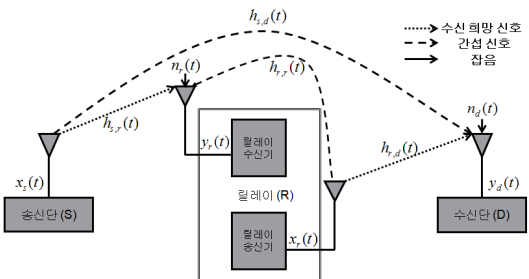 h_{s,d}(t)
수신 희망 신호
간섭 신호
잡음
n_r(t)
h_{r,r}(t)
n_d(t)
h_{s,r}(t)
y_r(t)
릴레이
수신기
h_{r,d}(t)
x_s(t)
릴레이 (R)
y_d(t)
송신단 (S)
릴레이
송신기
x_r(t)
수신단 (D)